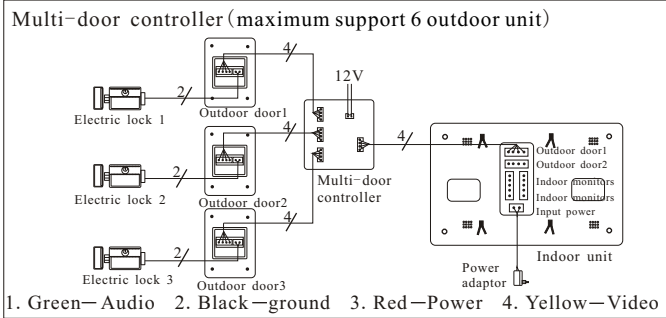 Multi-door controller(maximum support 6 outdoor unit)
4
12V
2
Electric lock 1
Outdoor door1
4
4
Outdoor door1
Outdoor door2
Indoor monitors
Indoor monitors
Input power
2
Electric lock 2
Outdoor door2
Multi-door
controller
4
2
Electric lock 3
Outdoor door3
Power
adaptor
Indoor unit
1. Green—Audio 2. Black—ground 3. Red—Power 4. Yellow—Video